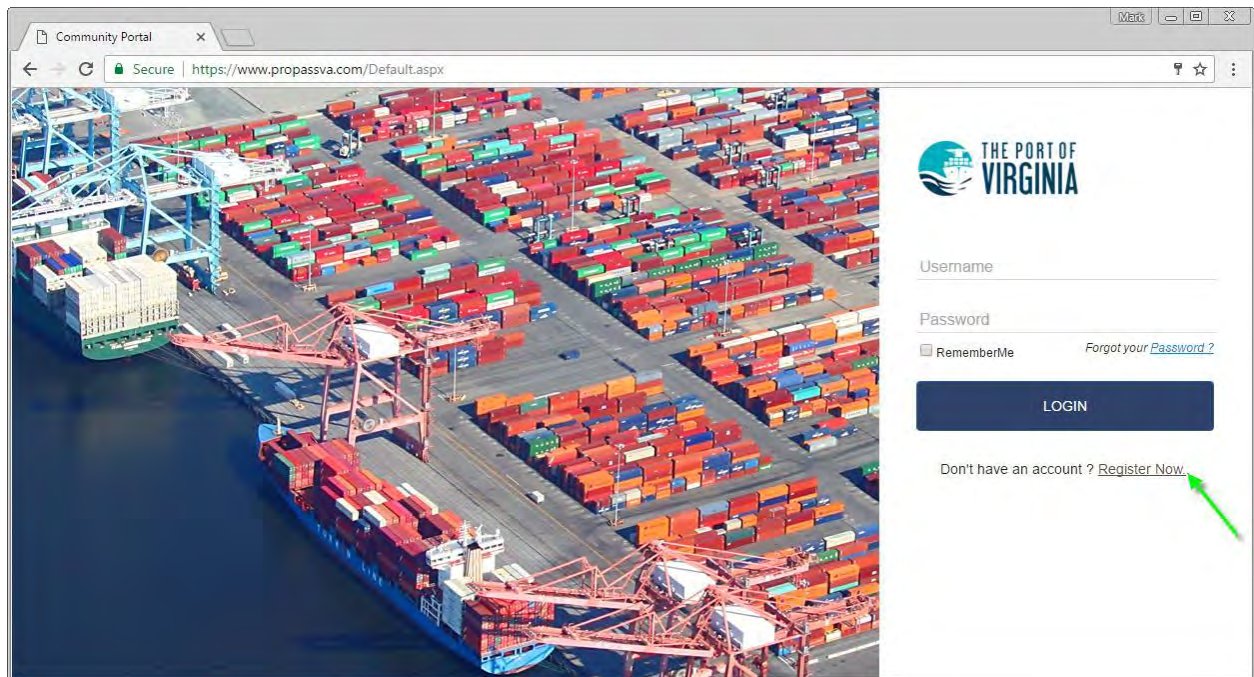 Mark
Community Portal
Secure | https://www.propassva.com/Default.aspx
THE PORT OF
VIRGINIA
Username
Password
RememberMe
Forgot your Password ?
LOGIN
Don't have an account ? Register Now.